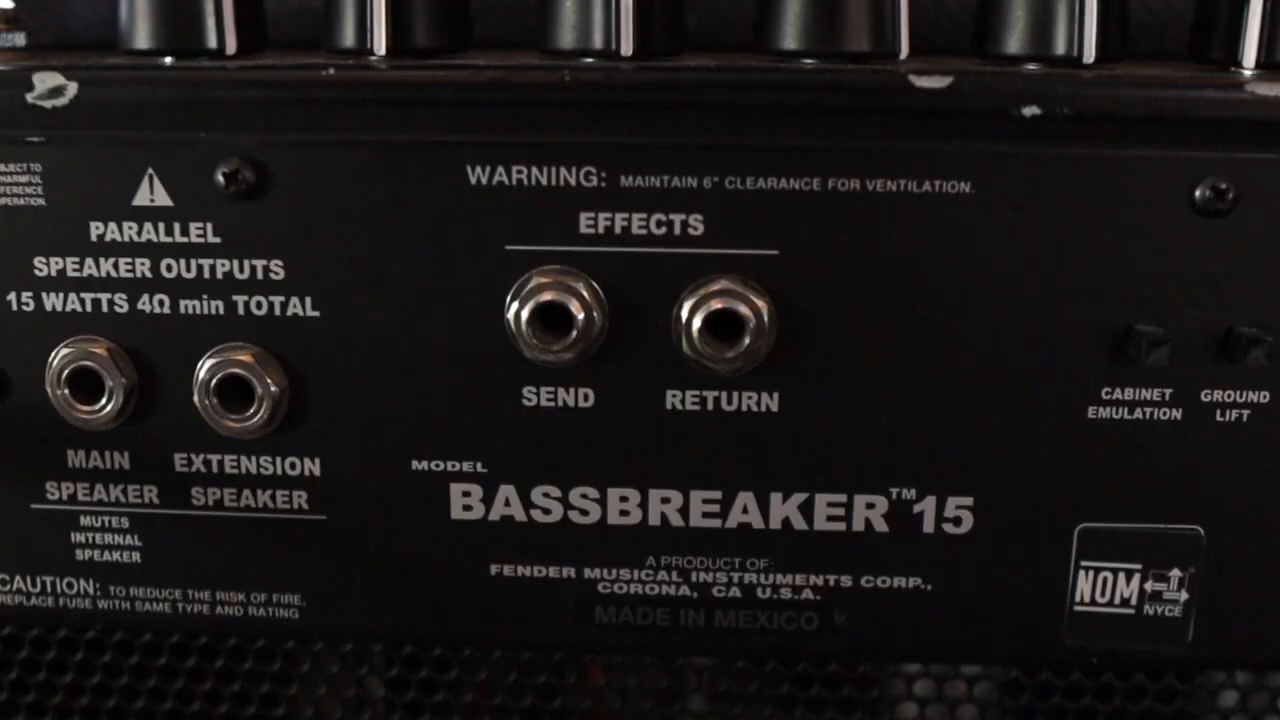 WARNING: MAINTAIN 6" CLEARANCE FOR VENTILATION.
PARALLEL
SPEAKER OUTPUTS
15 WATTS 4Ω min TOTAL
EFFECTS
SEND
RETURN
CABINET
EMULATION
GROUND
LIFT
MAIN
SPEAKER
EXTENSION
SPEAKER
MUTES
INTERNAL
SPEAKER
MODEL
BASSBREAKER™15
A PRODUCT OF:
FENDER MUSICAL INSTRUMENTS CORP.,
CORONA, CA U.S.A.
MADE IN MEXICO
CAUTION: TO REDUCE THE RISK OF FIRE,
REPLACE FUSE WITH SAME TYPE AND RATING
NOM
NYCE